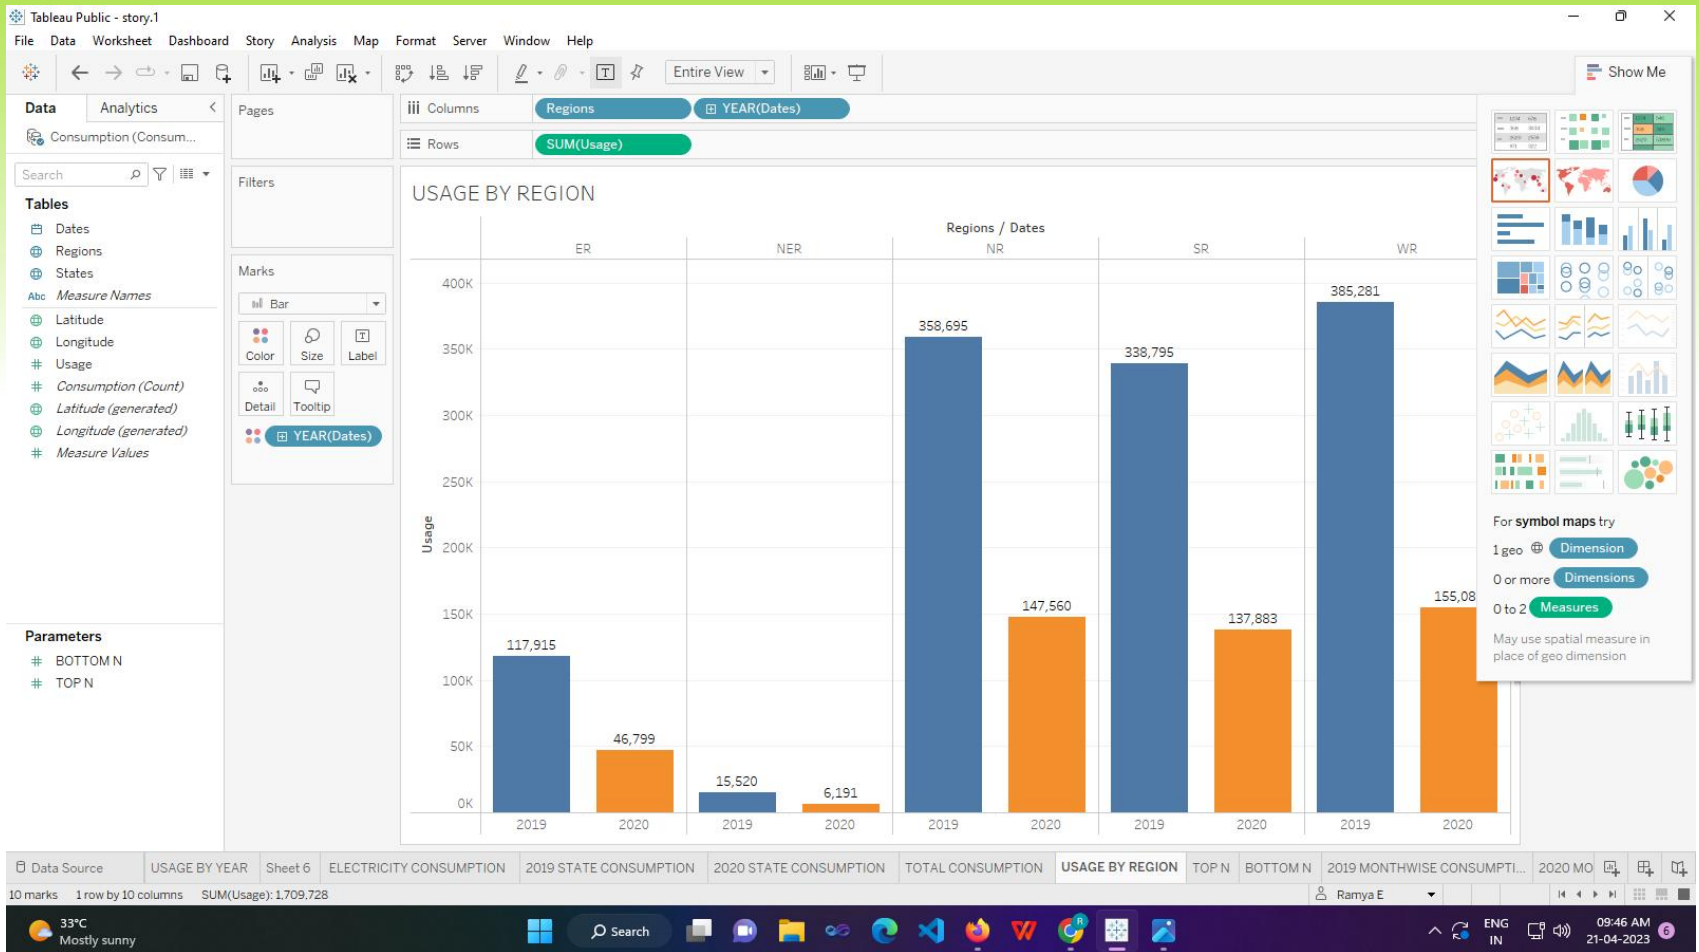 Tableau Public - story.1
File Data Worksheet Dashboard Story Analysis Map Format Server Window Help
Entire View
Show Me
Data Analytics
Consumption (Consum...
Search
Tables
Dates
Regions
States
Abc Measure Names
Latitude
Longitude
Usage
Consumption (Count)
Latitude (generated)
Longitude (generated)
Measure Values
Parameters
BOTTOM N
TOP N
Pages
Filters
Marks
Bar
Color Size Label
Detail Tooltip
YEAR(Dates)
Columns Regions YEAR(Dates)
Rows SUM(Usage)
USAGE BY REGION
Regions / Dates
ER NER NR SR WR
Usage
400K
350K
300K
250K
200K
150K
100K
50K
0K
117,915
46,799
15,520
6,191
358,695
147,560
338,795
137,883
385,281
155,08
2019 2020 2019 2020 2019 2020 2019 2020 2019 2020
For symbol maps try
1 geo Dimension
0 or more Dimensions
0 to 2 Measures
May use spatial measure in
place of geo dimension
Data Source USAGE BY YEAR Sheet 6 ELECTRICITY CONSUMPTION 2019 STATE CONSUMPTION 2020 STATE CONSUMPTION TOTAL CONSUMPTION USAGE BY REGION TOP N BOTTOM N 2019 MONTHWISE CONSUMPTI... 2020 MO
10 marks 1 row by 10 columns SUM(Usage): 1,709,728
Ramya E
33°C
Mostly sunny
Search
ENG
IN
09:46 AM
21-04-2023
6